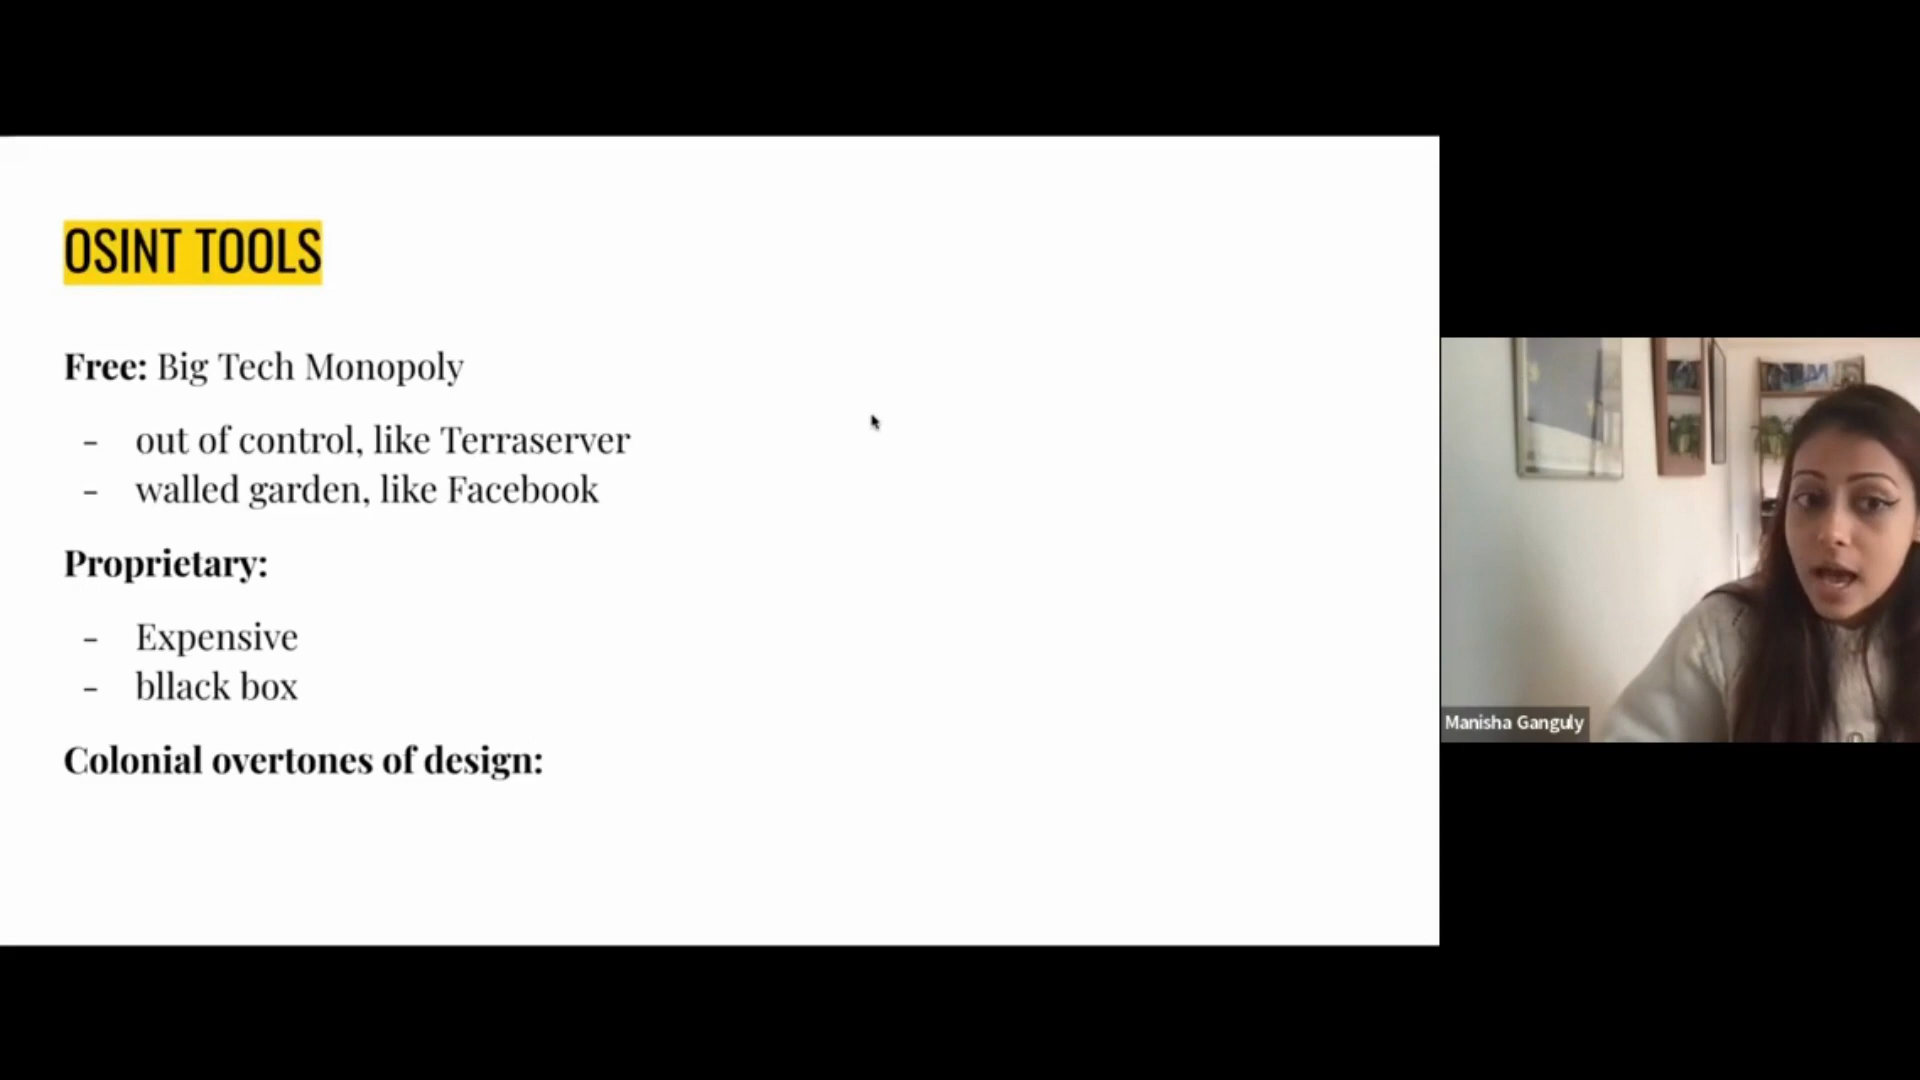 OSINT TOOLS
Free: Big Tech Monopoly
- out of control, like Terraserver
- walled garden, like Facebook
Proprietary:
- Expensive
- bllack box
Colonial overtones of design:
Manisha Ganguly